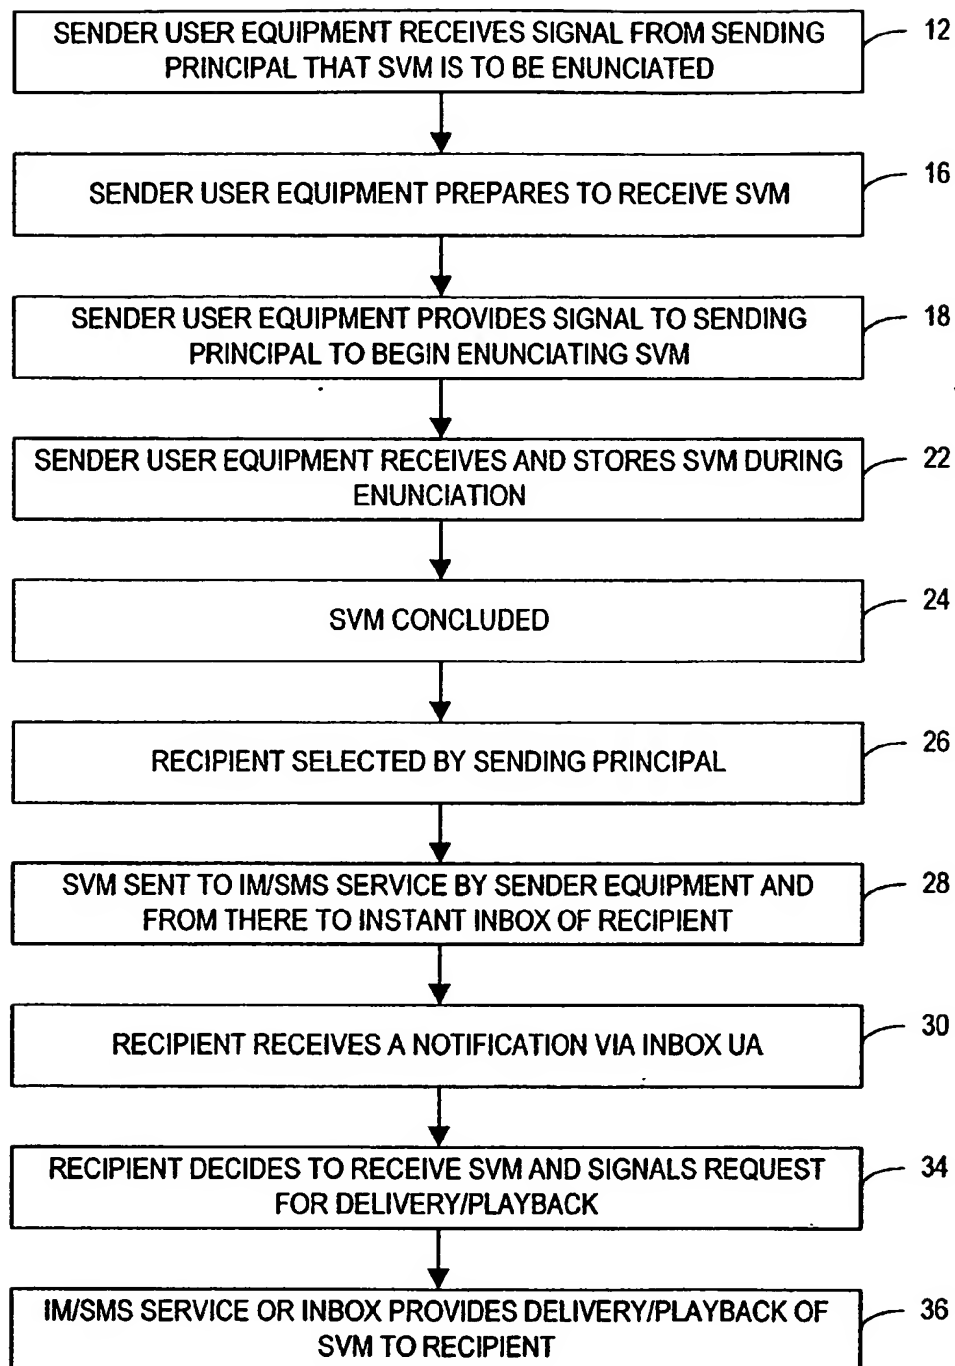 SENDER USER EQUIPMENT RECEIVES SIGNAL FROM SENDING
PRINCIPAL THAT SVM IS TO BE ENUNCIATED
12
SENDER USER EQUIPMENT PREPARES TO RECEIVE SVM
16
SENDER USER EQUIPMENT PROVIDES SIGNAL TO SENDING
PRINCIPAL TO BEGIN ENUNCIATING SVM
18
SENDER USER EQUIPMENT RECEIVES AND STORES SVM DURING
ENUNCIATION
22
SVM CONCLUDED
24
RECIPIENT SELECTED BY SENDING PRINCIPAL
26
SVM SENT TO IM/SMS SERVICE BY SENDER EQUIPMENT AND
FROM THERE TO INSTANT INBOX OF RECIPIENT
28
RECIPIENT RECEIVES A NOTIFICATION VIA INBOX UA
30
RECIPIENT DECIDES TO RECEIVE SVM AND SIGNALS REQUEST
FOR DELIVERY/PLAYBACK
34
IM/SMS SERVICE OR INBOX PROVIDES DELIVERY/PLAYBACK OF
SVM TO RECIPIENT
36